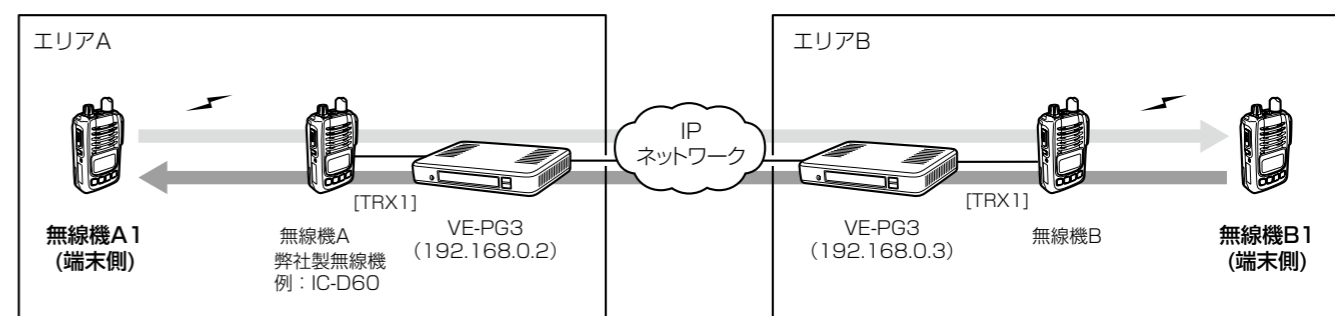 エリアA
無線機A1
(端末側)
[TRX1]
無線機A
弊社製無線機
例：IC-D60
VE-PG3
(192.168.0.2)
IP
ネットワーク
エリアB
VE-PG3
(192.168.0.3)
[TRX1]
無線機B
無線機B1
(端末側)